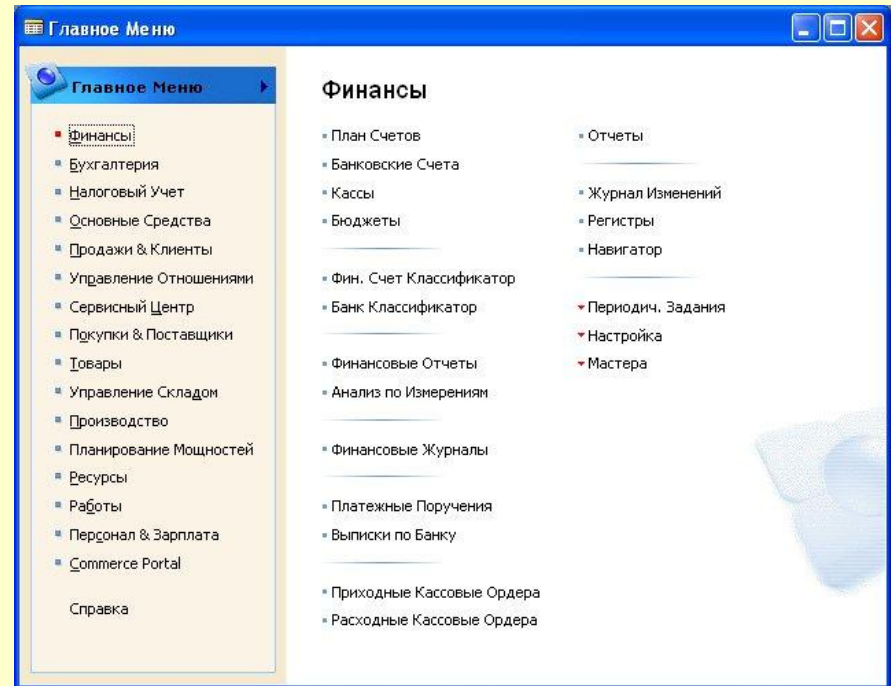 Главное Меню
Главное Меню
Финансы
Бухгалтерия
Налоговый Учет
Основные Средства
Продажи & Клиенты
Управление Отношениями
Сервисный Центр
Покупки & Поставщики
Товары
Управление Складом
Производство
Планирование Мощностей
Ресурсы
Работы
Персонал & Зарплата
Commerce Portal
Справка
Финансы
План Счетов
Банковские Счета
Кассы
Бюджеты
Фин. Счет Классификатор
Банк Классификатор
Финансовые Отчеты
Анализ по Измерениям
Финансовые Журналы
Платежные Поручения
Выписки по Банку
Приходные Кассовые Ордера
Расходные Кассовые Ордера
Отчеты
Журнал Изменений
Регистры
Навигатор
Периодич. Задания
Настройка
Мастера